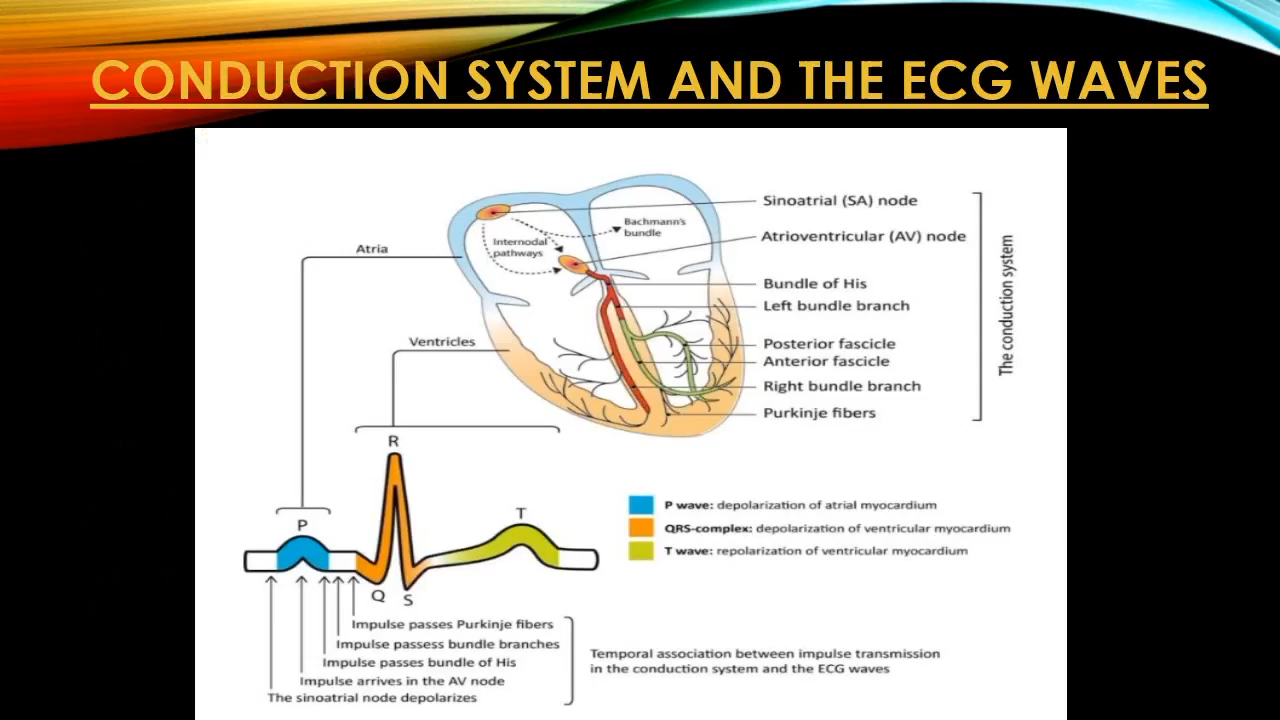 CONDUCTION SYSTEM AND THE ECG WAVES
Sinoatrial (SA) node
Bachmann's
bundle
Atrioventricular (AV) node
Internodal
pathways
Atria
Bundle of His
Left bundle branch
Ventricles
Posterior fascicle
Anterior fascicle
Right bundle branch
Purkinje fibers
The conduction system
R
P
T
Q
S
P wave: depolarization of atrial myocardium
QRS-complex: depolarization of ventricular myocardium
T wave: repolarization of ventricular myocardium
Impulse passes Purkinje fibers
Impulse passess bundle branches
Impulse passes bundle of His
Impulse arrives in the AV node
The sinoatrial node depolarizes
Temporal association between impulse transmission
in the conduction system and the ECG waves